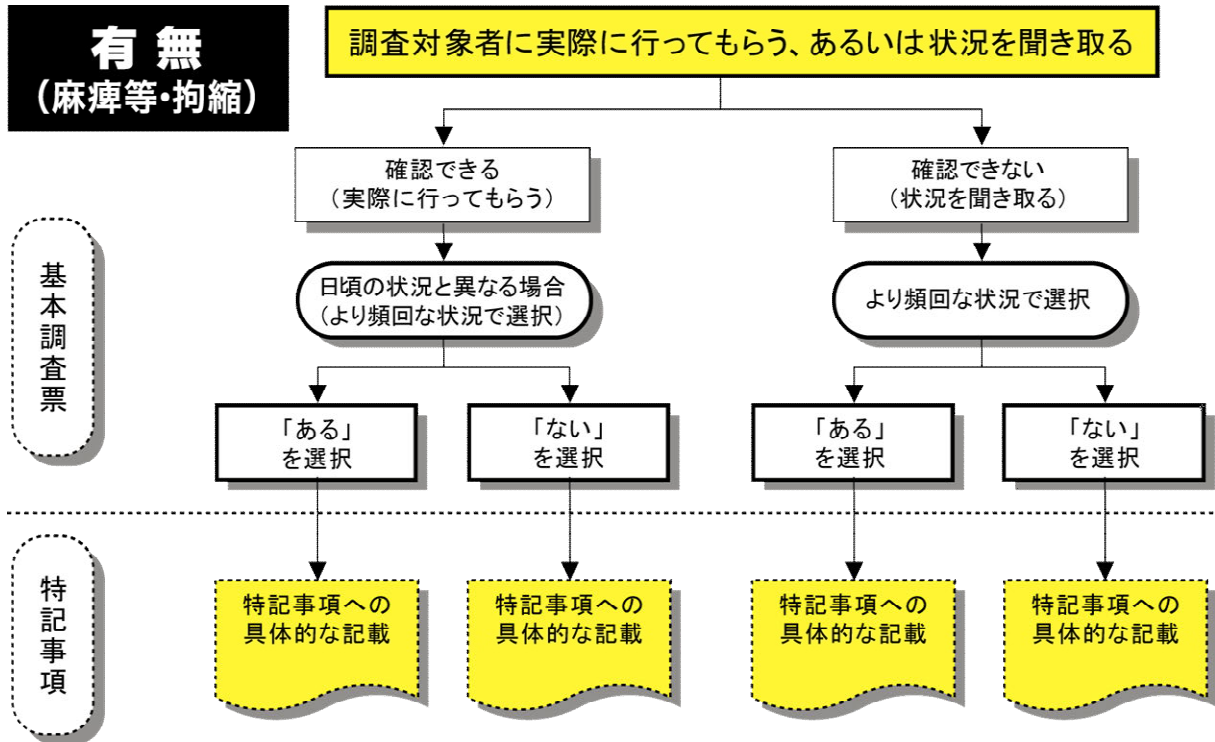 有無
(麻痺等・拘縮)
調査対象者に実際に行ってもらう、あるいは状況を聞き取る
確認できる
(実際に行ってもらう)
確認できない
(状況を聞き取る)
基本調査票
日頃の状況と異なる場合
(より頻回な状況で選択)
より頻回な状況で選択
「ある」
を選択
「ない」
を選択
「ある」
を選択
「ない」
を選択
特記事項
特記事項への
具体的な記載
特記事項への
具体的な記載
特記事項への
具体的な記載
特記事項への
具体的な記載